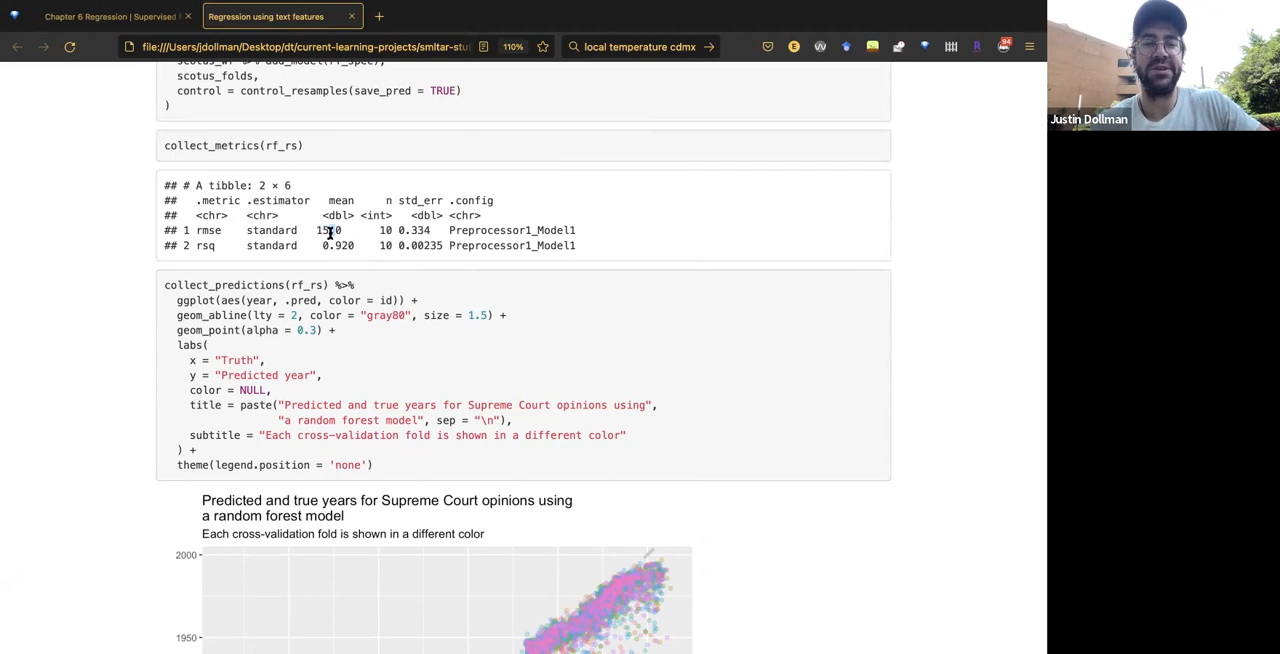 Chapter 6 Regression | Supervised
Regression using text features
file:///Users/jdollman/Desktop/dt/current-learning-projects/smltar-stu
110%
local temperature cdmx
94
Justin Dollman
scotus_folds,
control = control_resamples(save_pred = TRUE)
)
collect_metrics(rf_rs)
## # A tibble: 2 × 6
## .metric .estimator mean n std_err .config
## <chr> <chr> <dbl> <int> <dbl> <chr>
## 1 rmse standard 10 0.334 Preprocessor1_Model1
## 2 rsq standard 0.920 10 0.00235 Preprocessor1_Model1
collect_predictions(rf_rs) %>%
ggplot(aes(year, .pred, color = id)) +
geom_abline(lty = 2, color = "gray80", size = 1.5) +
geom_point(alpha = 0.3) +
labs(
x = "Truth",
y = "Predicted year",
color = NULL,
title = paste("Predicted and true years for Supreme Court opinions using",
"a random forest model", sep = "\n"),
subtitle = "Each cross-validation fold is shown in a different color"
) +
theme(legend.position = 'none')
Predicted and true years for Supreme Court opinions using
a random forest model
Each cross-validation fold is shown in a different color
2000
1950